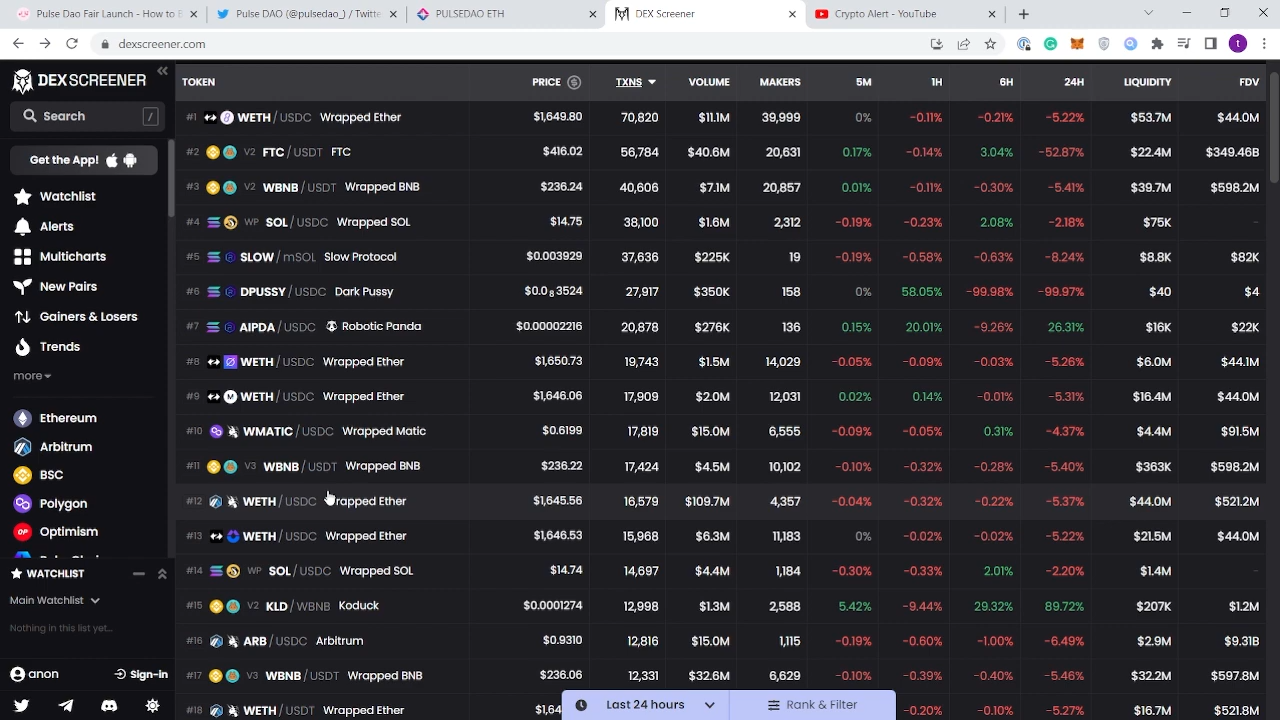 Pulse Dao Fair Launch - How to E
Pulse DAO (@pulsedao_) / Twitte
PULSEDAO ETH
DEX Screener
Crypto Alert - YouTube
dexscreener.com
t
DEX SCREENER
Search /
Get the App!
Watchlist
Alerts
Multicharts
New Pairs
Gainers & Losers
Trends
more
Ethereum
Arbitrum
BSC
Polygon
Optimism
WATCHLIST
Main Watchlist
Nothing in this list yet...
anon Sign-in
TOKEN PRICE TXNS VOLUME MAKERS 5M 1H 6H 24H LIQUIDITY FDV
#1 WETH / USDC Wrapped Ether $1,649.80 70,820 $11.1M 39,999 0% -0.11% -0.21% -5.22% $53.7M $44.0M
#2 V2 FTC / USDT FTC $416.02 56,784 $40.6M 20,631 0.17% -0.14% 3.04% -52.87% $22.4M $349.46B
#3 V2 WBNB / USDT Wrapped BNB $236.24 40,606 $7.1M 20,857 0.01% -0.11% -0.30% -5.41% $39.7M $598.2M
#4 WP SOL / USDC Wrapped SOL $14.75 38,100 $1.6M 2,312 -0.19% -0.23% 2.08% -2.18% $75K -
#5 SLOW / mSOL Slow Protocol $0.003929 37,636 $225K 19 -0.19% -0.58% -0.63% -8.24% $8.8K $82K
#6 DPUSSY / USDC Dark Pussy $0.0₈3524 27,917 $350K 158 0% 58.05% -99.98% -99.97% $40 $4
#7 AIPDA / USDC Robotic Panda $0.00002216 20,878 $276K 136 0.15% 20.01% -9.26% 26.31% $16K $22K
#8 WETH / USDC Wrapped Ether $1,650.73 19,743 $1.5M 14,029 -0.05% -0.09% -0.03% -5.26% $6.0M $44.1M
#9 WETH / USDC Wrapped Ether $1,646.06 17,909 $2.0M 12,031 0.02% 0.14% -0.01% -5.31% $16.4M $44.0M
#10 WMATIC / USDC Wrapped Matic $0.6199 17,819 $15.0M 6,555 -0.09% -0.05% 0.31% -4.37% $4.4M $91.5M
#11 V3 WBNB / USDT Wrapped BNB $236.22 17,424 $4.5M 10,102 -0.10% -0.32% -0.28% -5.40% $363K $598.2M
#12 WETH / USDC Wrapped Ether $1,645.56 16,579 $109.7M 4,357 -0.04% -0.32% -0.22% -5.37% $44.0M $521.2M
#13 WETH / USDC Wrapped Ether $1,646.53 15,968 $6.3M 11,183 0% -0.02% -0.02% -5.22% $21.5M $44.0M
#14 WP SOL / USDC Wrapped SOL $14.74 14,697 $4.4M 1,184 -0.30% -0.33% 2.01% -2.20% $1.4M -
#15 V2 KLD / WBNB Koduck $0.0001274 12,998 $1.3M 2,588 5.42% -9.44% 29.32% 89.72% $207K $1.2M
#16 ARB / USDC Arbitrum $0.9310 12,816 $15.0M 1,115 -0.19% -0.60% -1.00% -6.49% $2.9M $9.31B
#17 V3 WBNB / USDT Wrapped BNB $236.06 12,331 $32.6M 6,629 -0.10% -0.39% -0.40% -5.46% $32.2M $597.8M
#18 WETH / USDC Wrapped Ether -0.20% -0.10% -5.27% $16.7M $521.8M
Last 24 hours Rank & Filter